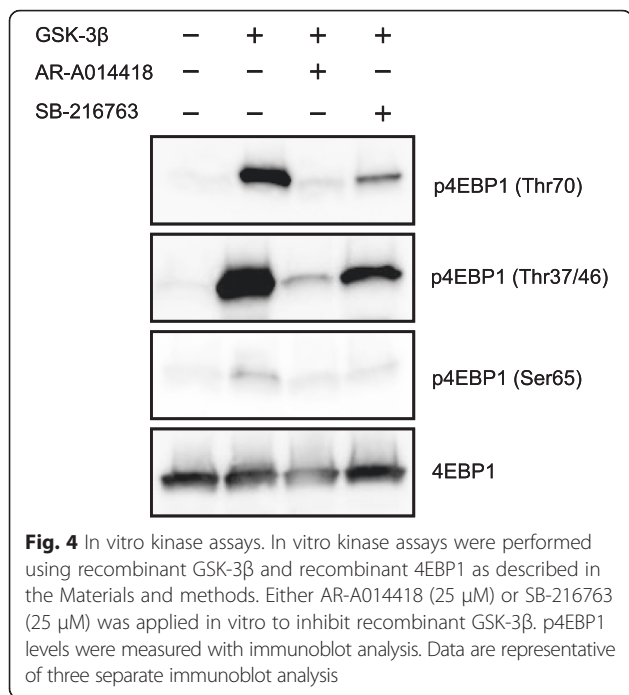 GSK-3β − + + +
AR-A014418 − − + −
SB-216763 − − − +
p4EBP1 (Thr70)
p4EBP1 (Thr37/46)
p4EBP1 (Ser65)
4EBP1
Fig. 4 In vitro kinase assays. In vitro kinase assays were performed
using recombinant GSK-3β and recombinant 4EBP1 as described in
the Materials and methods. Either AR-A014418 (25 μM) or SB-216763
(25 μM) was applied in vitro to inhibit recombinant GSK-3β. p4EBP1
levels were measured with immunoblot analysis. Data are representative
of three separate immunoblot analysis